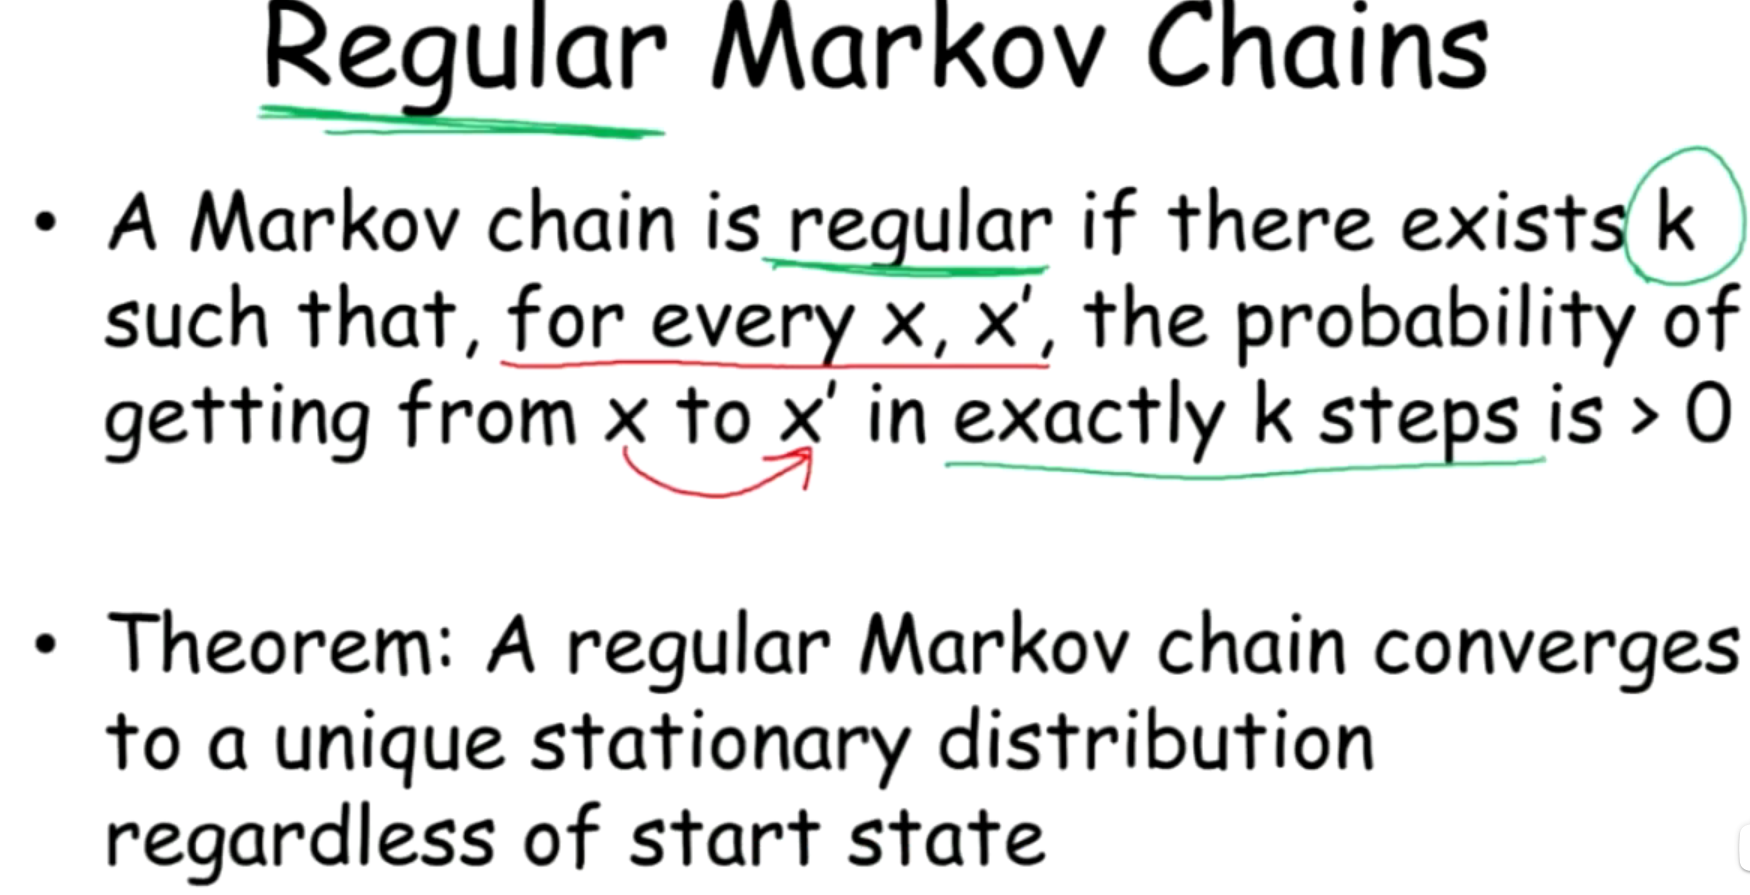 Regular Markov Chains
• A Markov chain is regular if there exists k
such that, for every x, x', the probability of
getting from x to x' in exactly k steps is > 0
• Theorem: A regular Markov chain converges
to a unique stationary distribution
regardless of start state